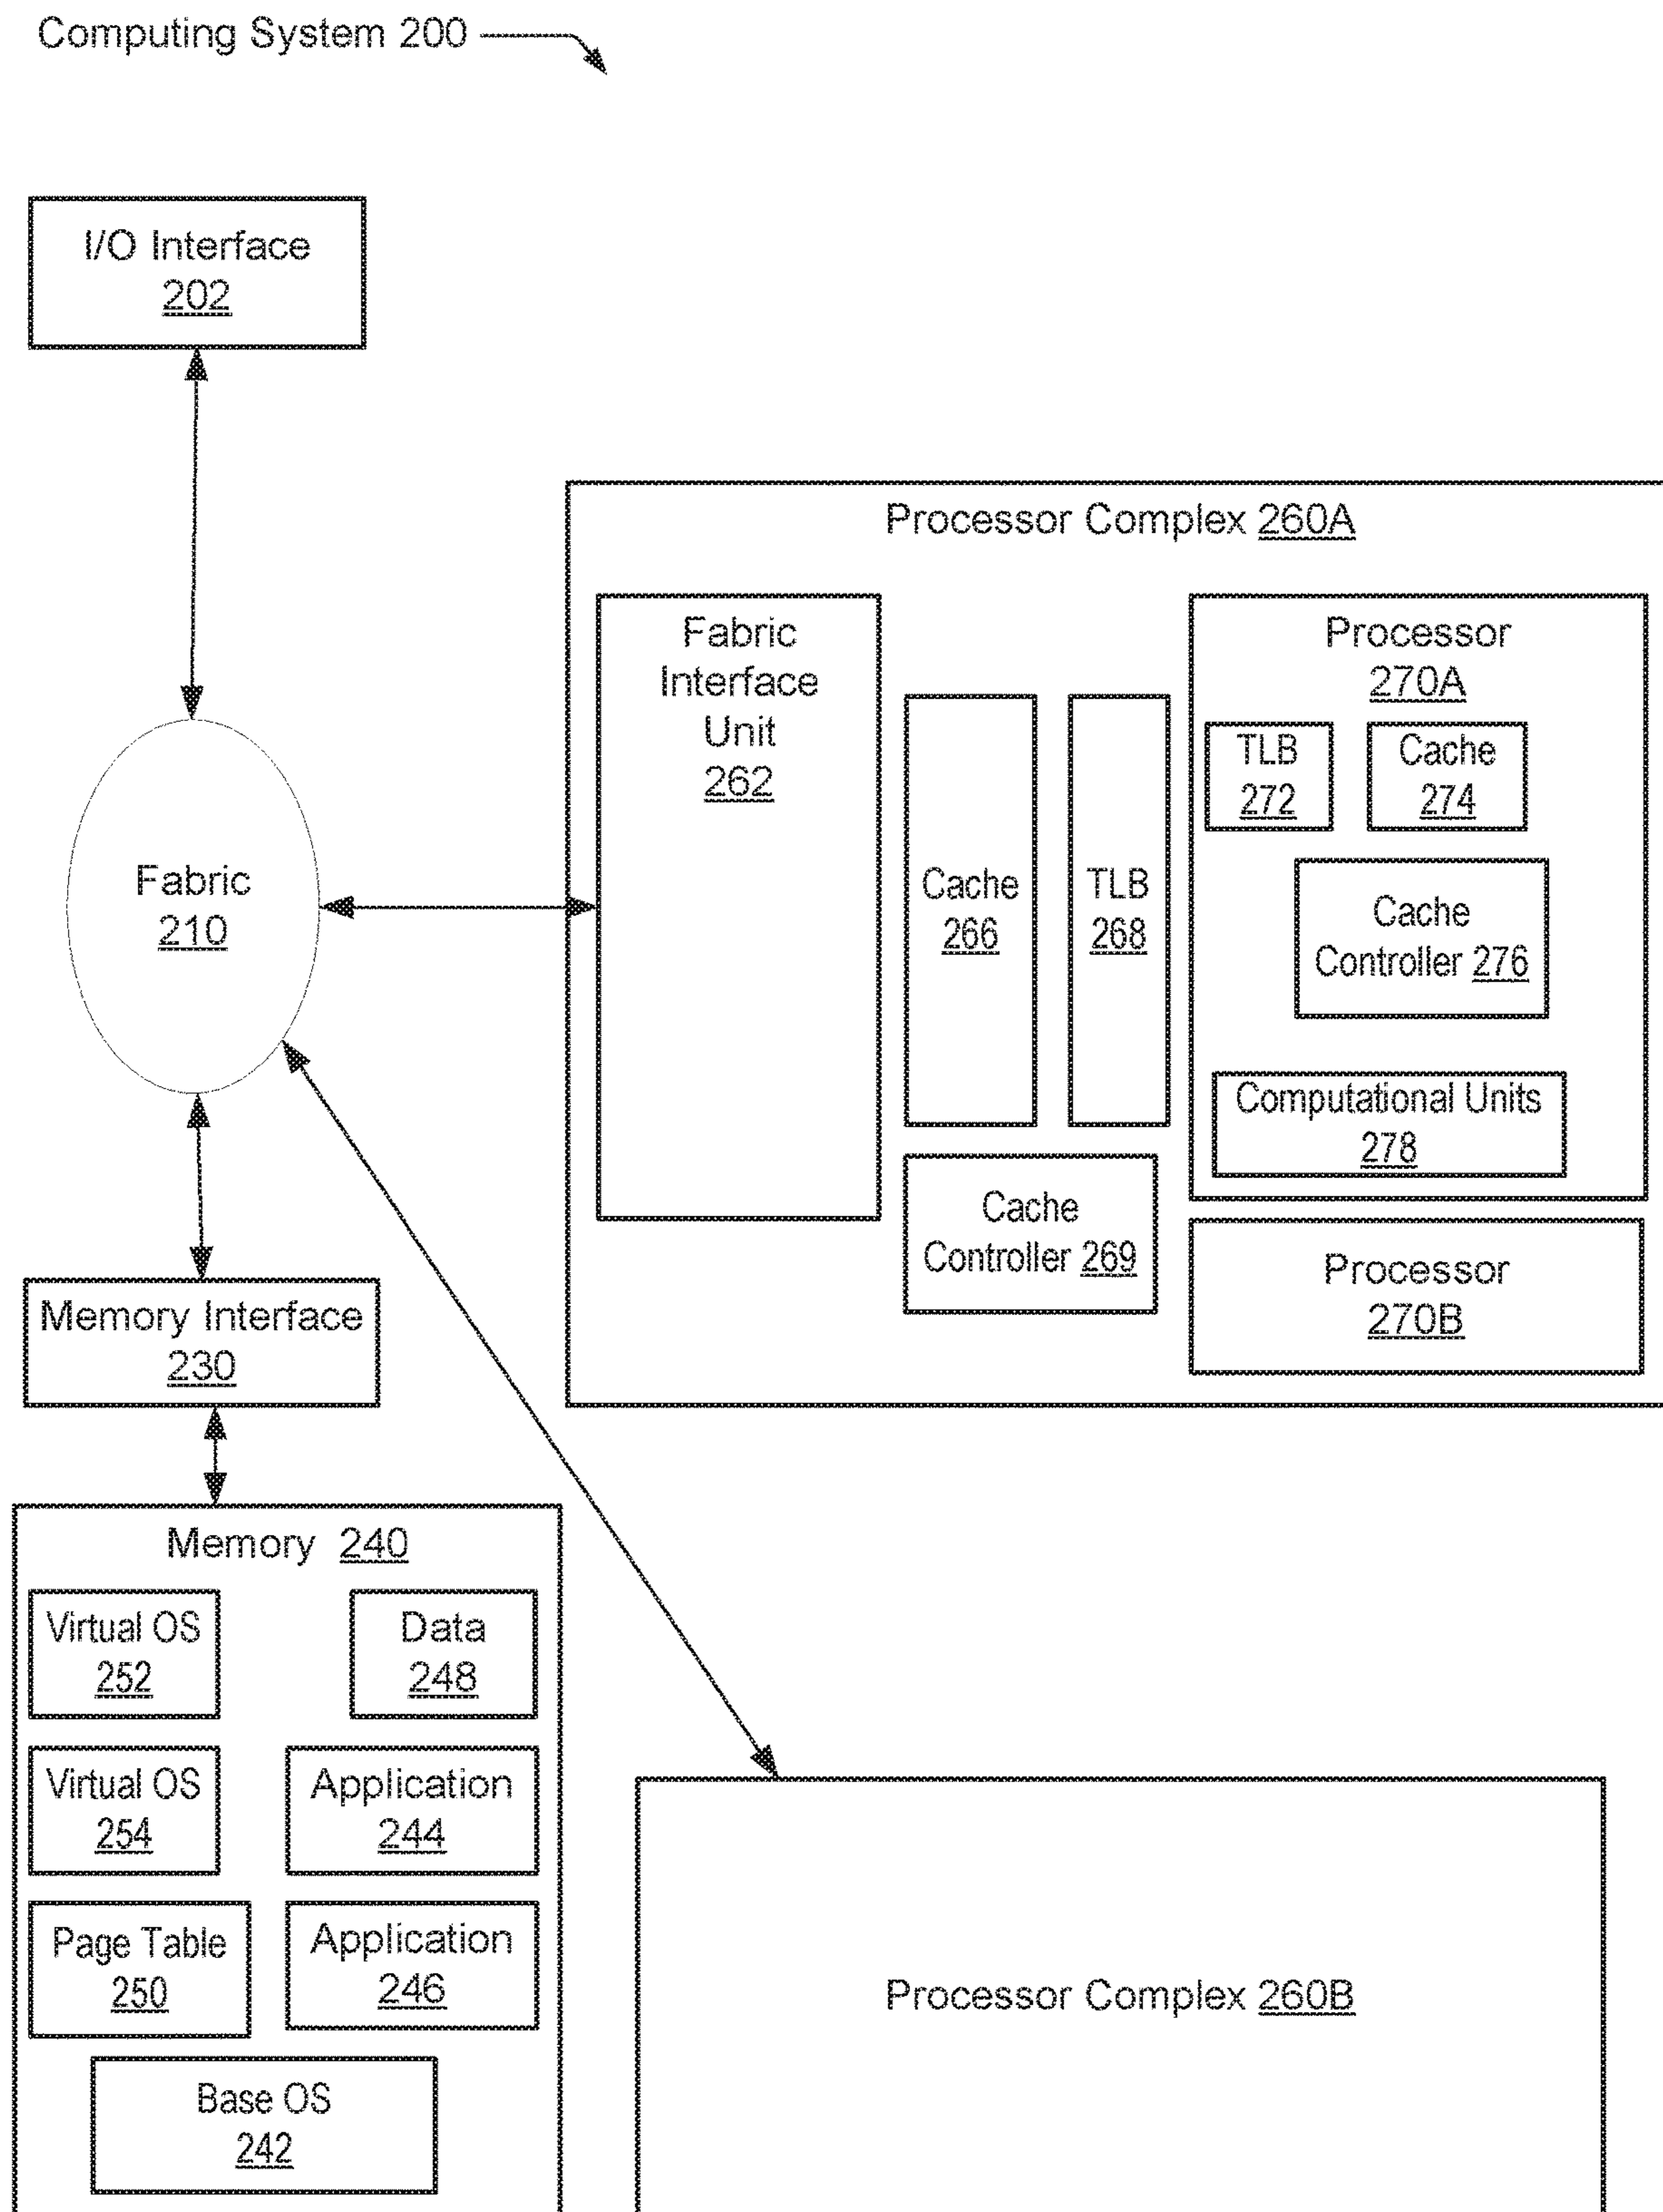 Computing System 200
I/O Interface
202
Processor Complex 260A
Fabric
Interface
Unit
262
Cache
266
TLB
268
Processor
270A
TLB
272
Cache
274
Cache
Controller 276
Computational Units
278
Cache
Controller 269
Processor
270B
Fabric
210
Memory Interface
230
Memory 240
Virtual OS
252
Data
248
Virtual OS
254
Application
244
Page Table
250
Application
246
Base OS
242
Processor Complex 260B